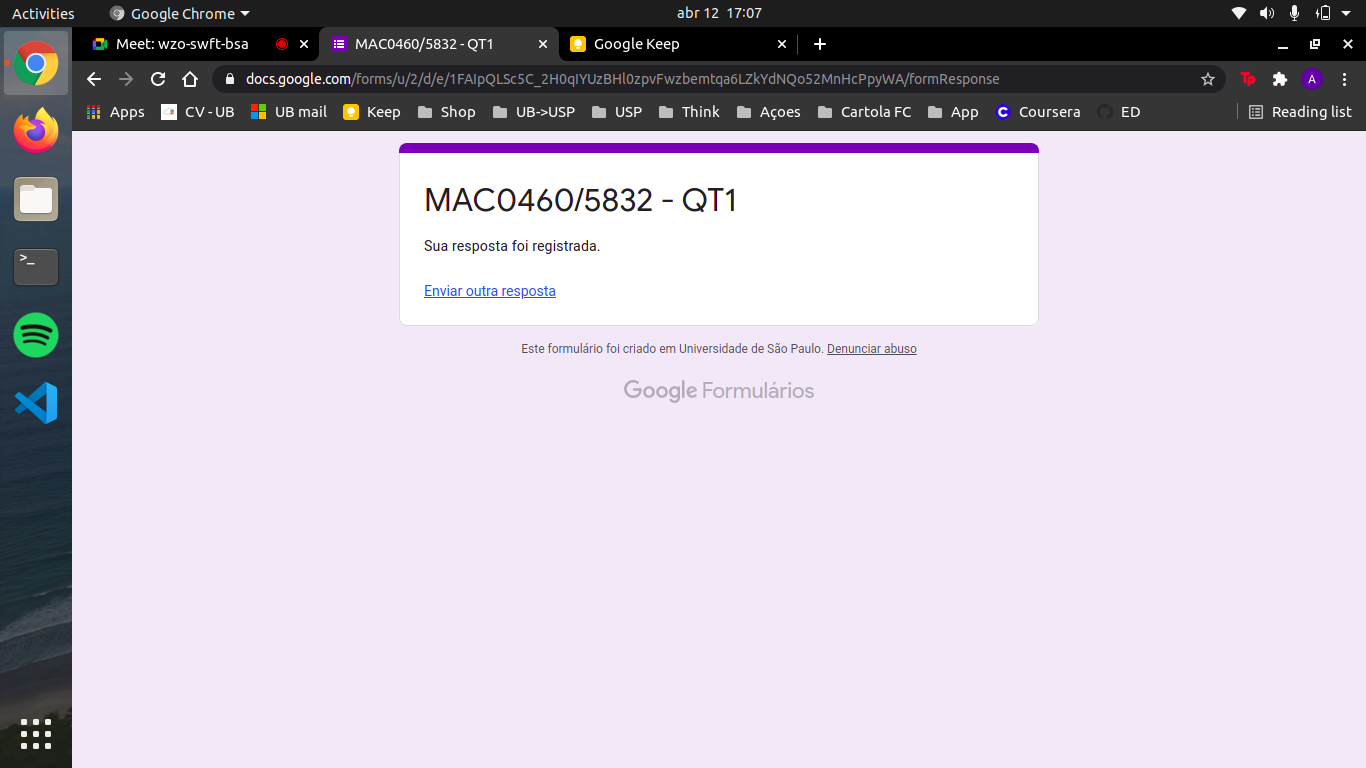 Activities
Google Chrome
abr 12 17:07
Meet: wzo-swft-bsa
MAC0460/5832 - QT1
Google Keep
docs.google.com/forms/u/2/d/e/1FAIpQLSc5C_2H0qIYUzBHl0zpvFwzbemtqa6LZkYdNQo52MnHcPpyWA/formResponse
Tp
A
Apps
CV - UB
UB mail
Keep
Shop
UB->USP
USP
Think
Açoes
Cartola FC
App
Coursera
ED
Reading list
>_
MAC0460/5832 - QT1
Sua resposta foi registrada.
Enviar outra resposta
Este formulário foi criado em Universidade de São Paulo. Denunciar abuso
Google Formulários